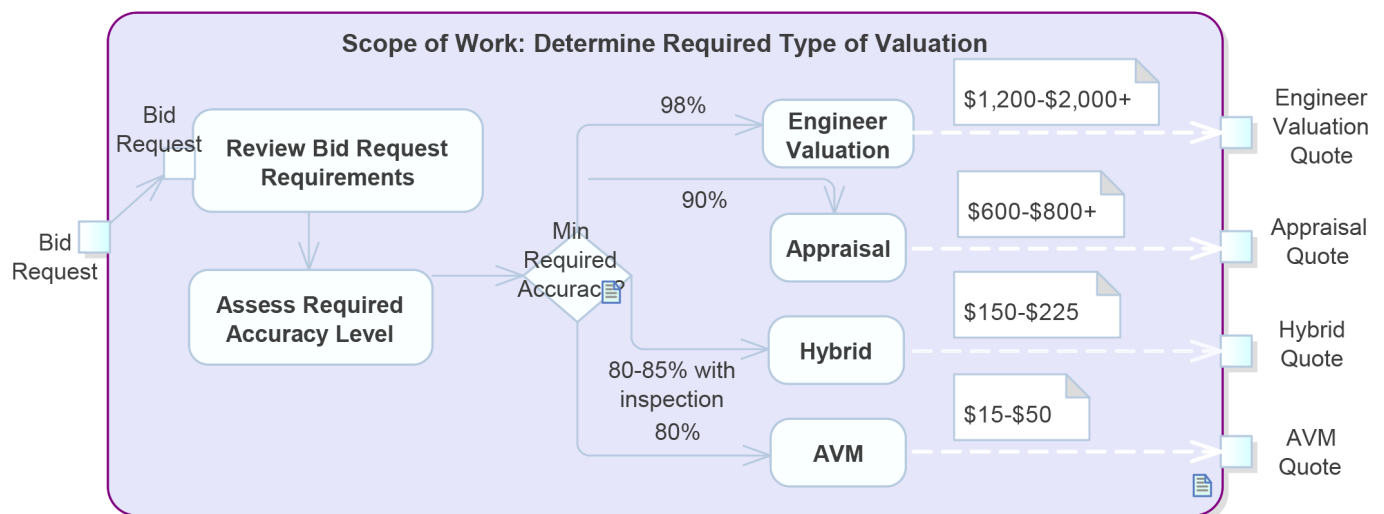 Scope of Work: Determine Required Type of Valuation
Bid
Request
Bid
Request
Review Bid Request
Requirements
Assess Required
Accuracy Level
Min
Required
Accuracy?
98%
Engineer
Valuation
$1,200-$2,000+
Engineer
Valuation
Quote
90%
Appraisal
$600-$800+
Appraisal
Quote
80-85% with
inspection
Hybrid
$150-$225
Hybrid
Quote
80%
AVM
$15-$50
AVM
Quote